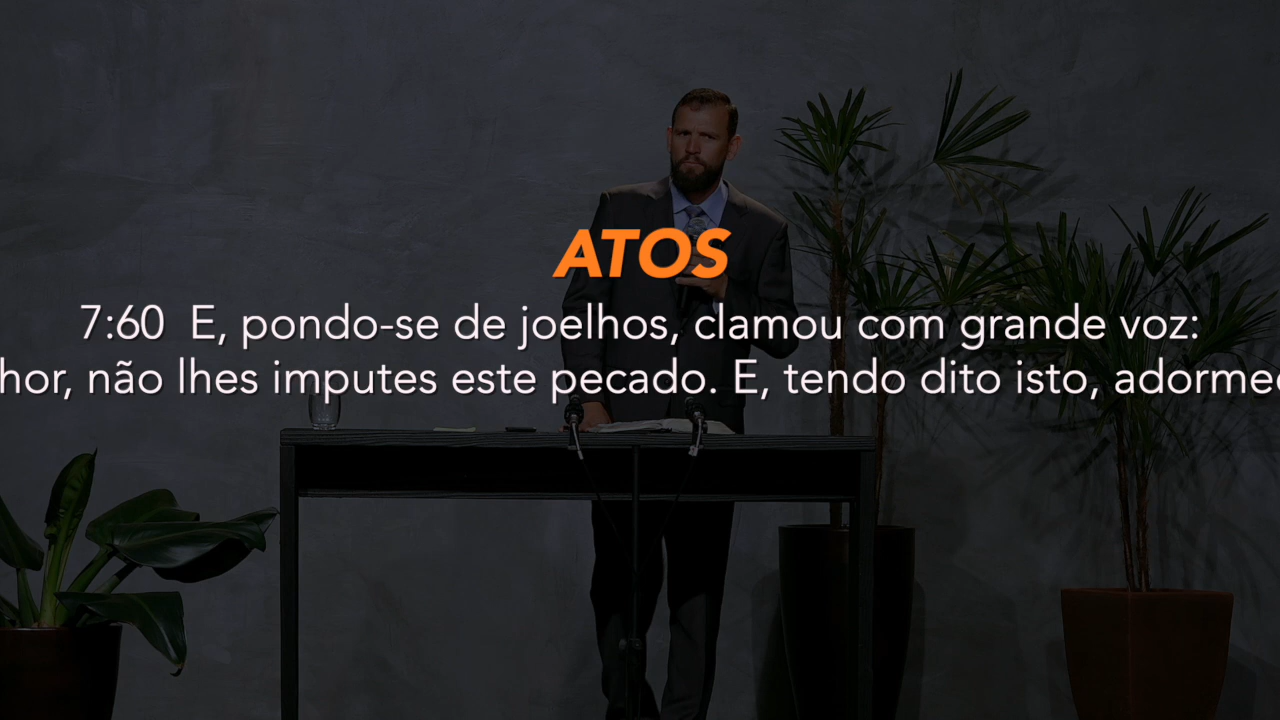 ATOS
7:60 E, pondo-se de joelhos, clamou com grande voz:
hor, não lhes imputes este pecado. E, tendo dito isto, adorme